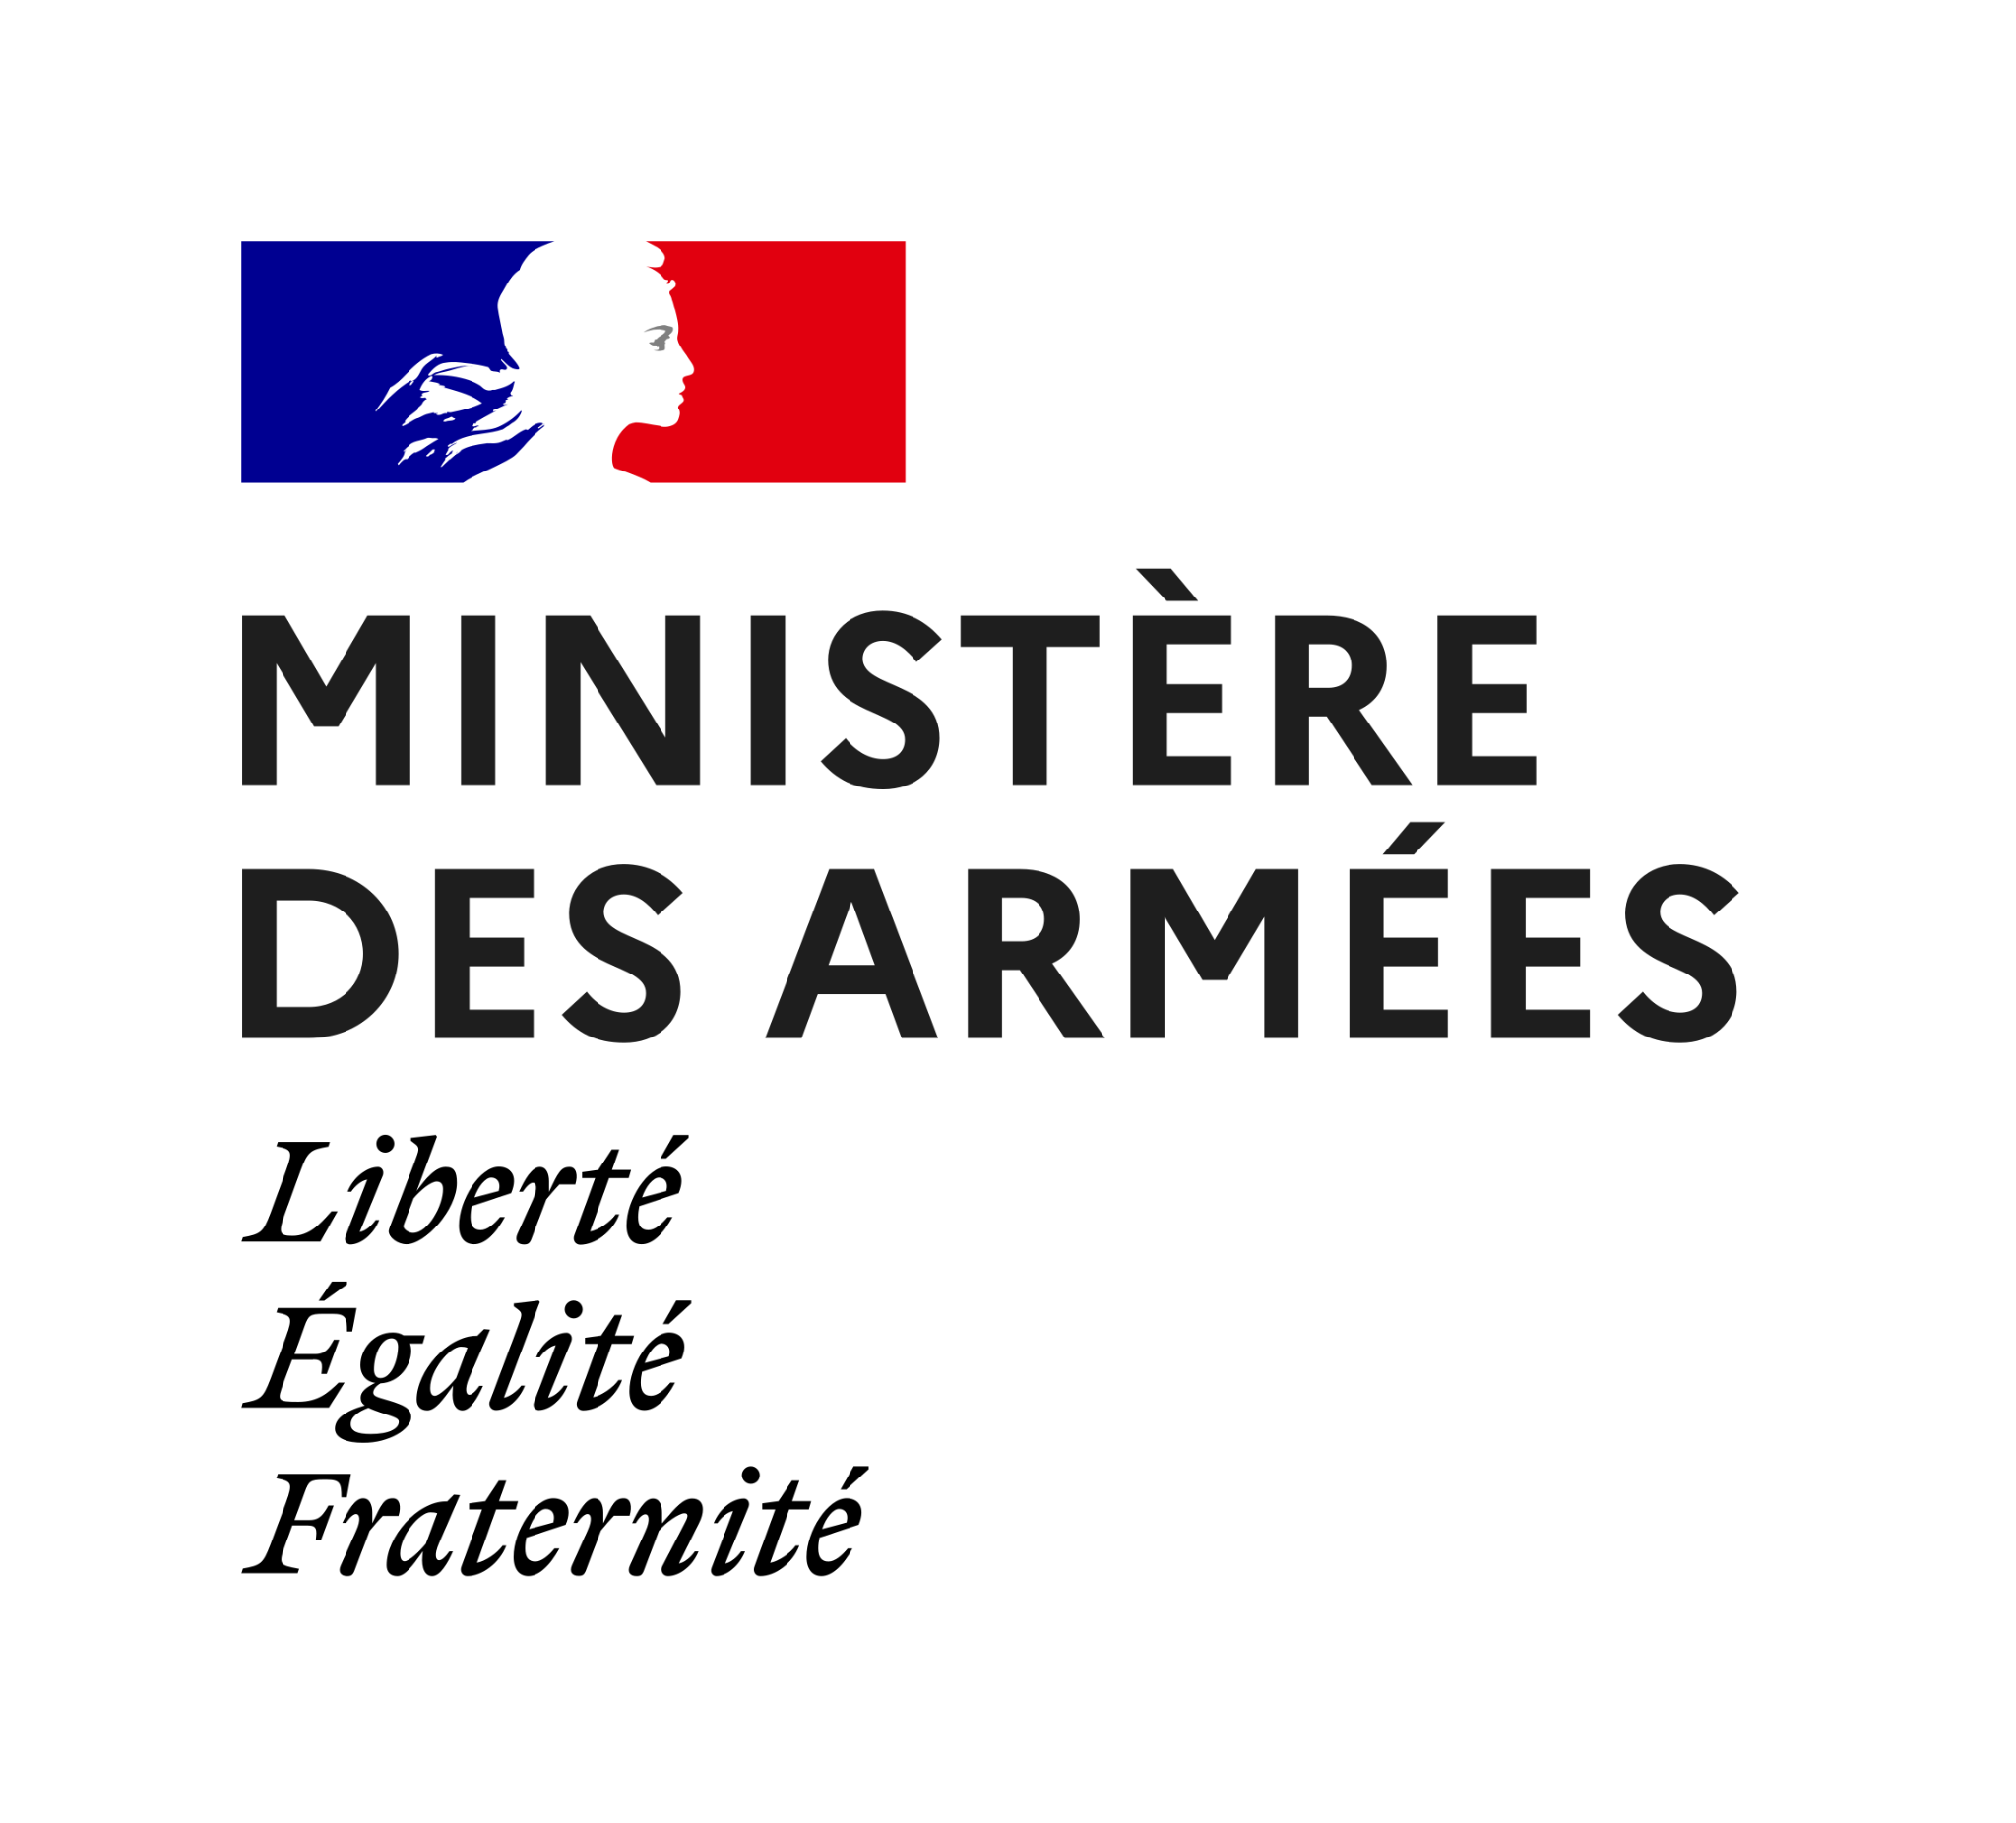 MINISTÈRE
DES ARMÉES
Liberté
Égalité
Fraternité